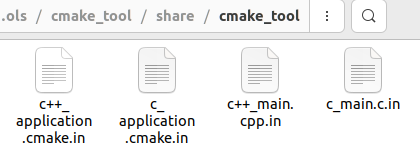 .ols / cmake_tool / share / cmake_tool
c++_
application
.cmake.in
c_
application
.cmake.in
c++_main.
cpp.in
c_main.c.in